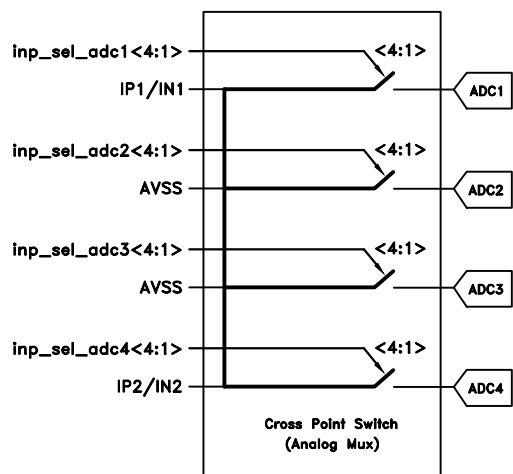 inp_sel_adc1<4:1> <4:1>
IP1/IN1 ADC1
inp_sel_adc2<4:1> <4:1>
AVSS ADC2
inp_sel_adc3<4:1> <4:1>
AVSS ADC3
inp_sel_adc4<4:1> <4:1>
IP2/IN2 ADC4
Cross Point Switch
(Analog Mux)